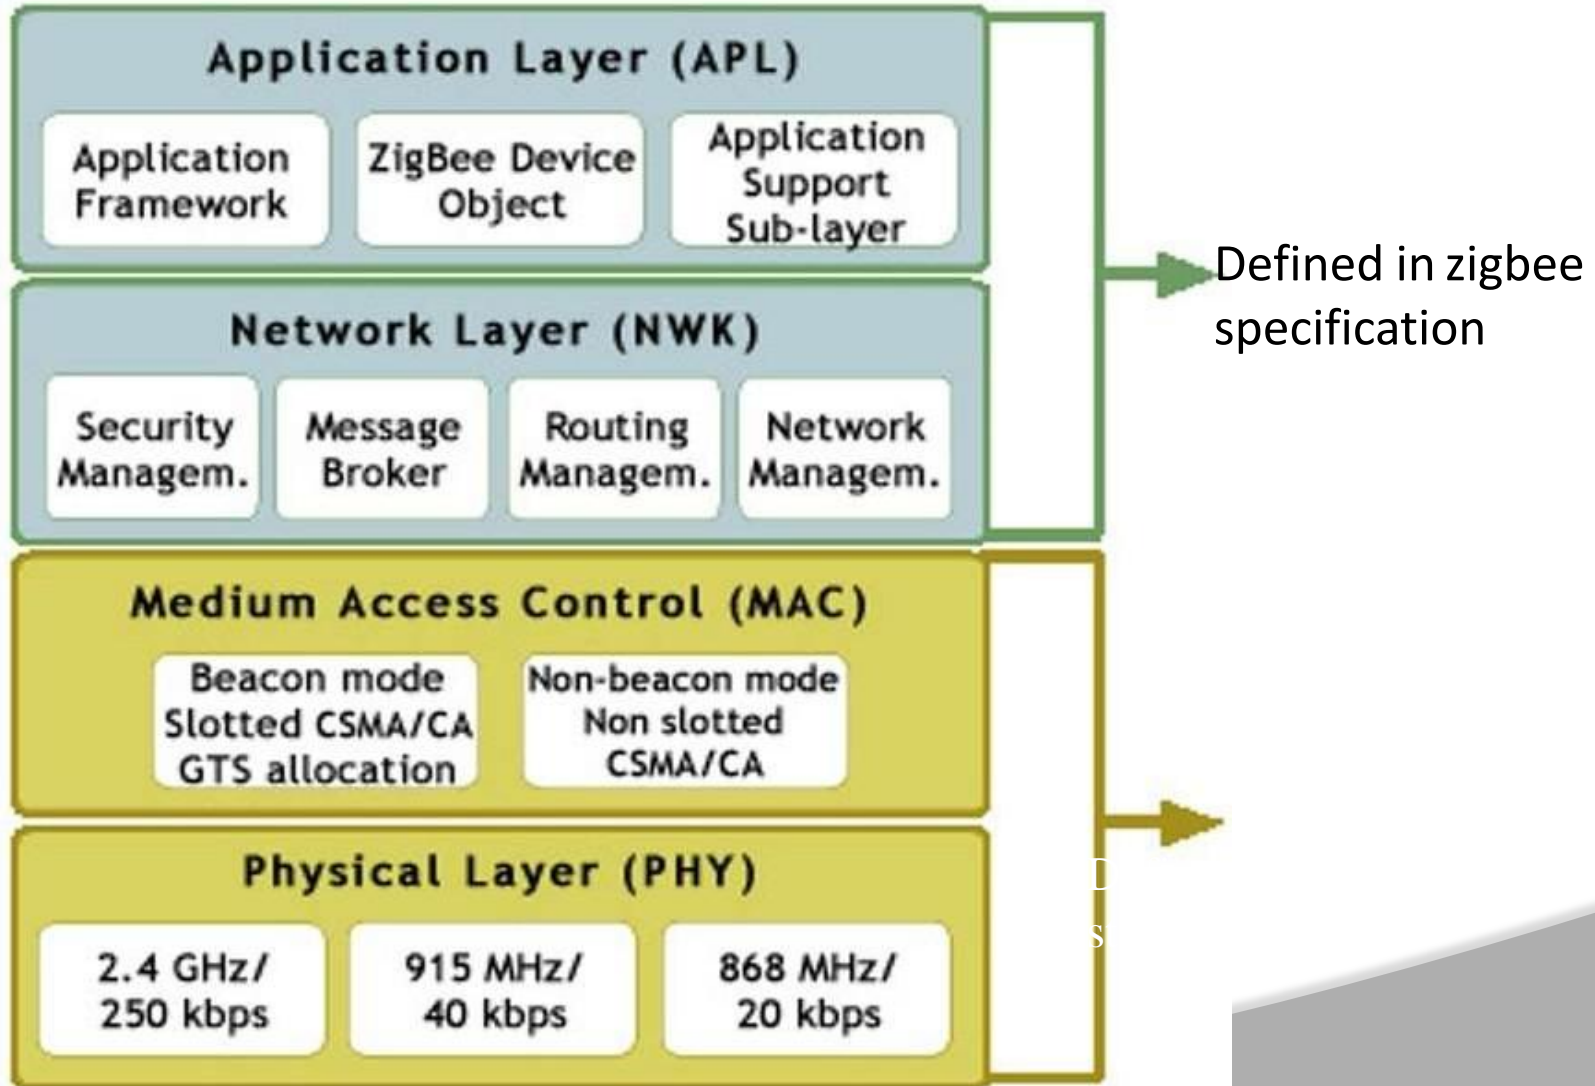 Application Layer (APL)
Application
Framework
ZigBee Device
Object
Application
Support
Sub-layer
Defined in zigbee
specification
Network Layer (NWK)
Security
Managem.
Message
Broker
Routing
Managem.
Network
Managem.
Medium Access Control (MAC)
Beacon mode
Slotted CSMA/CA
GTS allocation
Non-beacon mode
Non slotted
CSMA/CA
Physical Layer (PHY)
2.4 GHz/
250 kbps
915 MHz/
40 kbps
868 MHz/
20 kbps